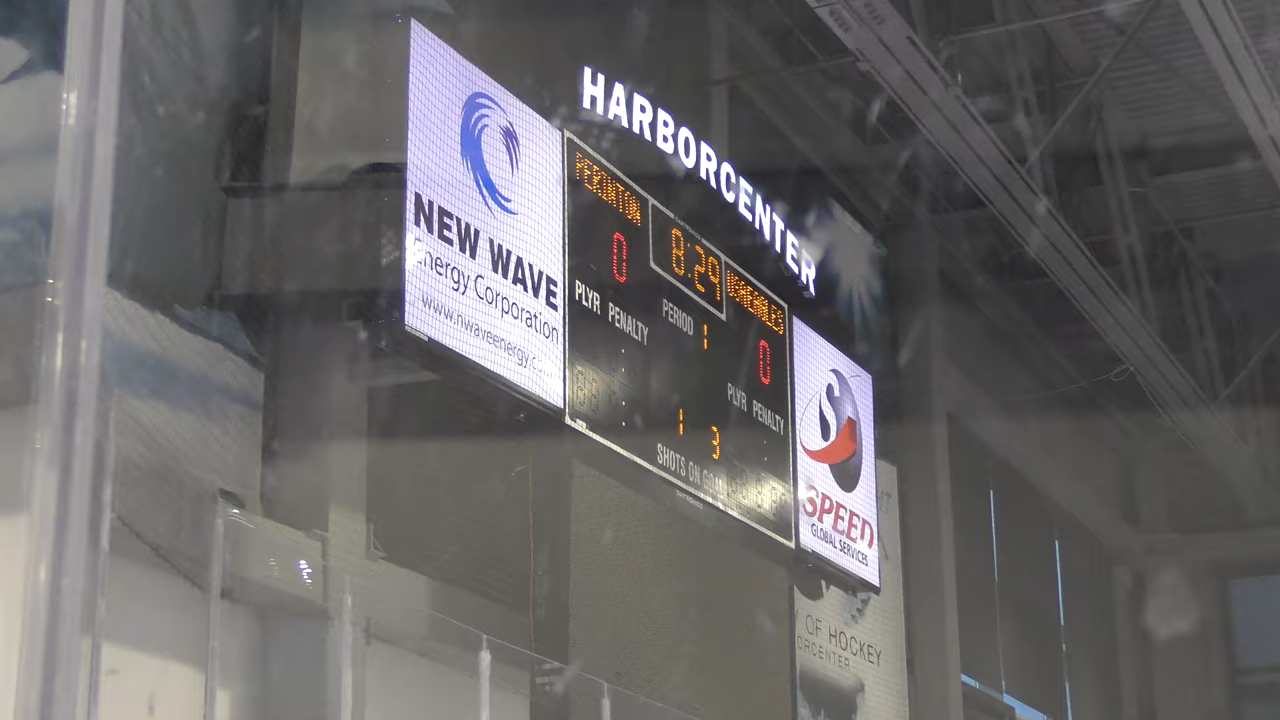 HARBORCENTER
NEW WAVE
Energy Corporation
www.nwaveenergy.com
PERINTON
8:29
0
PLYR PENALTY
PERIOD 1
0
PLYR PENALTY
1 3
SHOTS ON GOAL
SPEED
GLOBAL SERVICES
OF HOCKEY